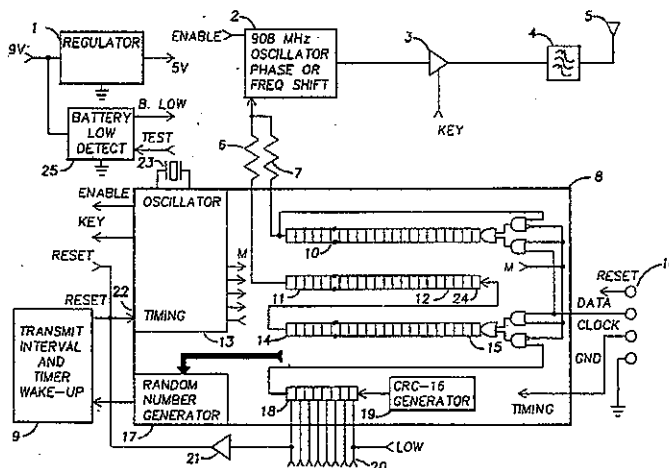 1
REGULATOR
9V
5V
BATTERY
LOW
DETECT
B. LOW
TEST
25
23
ENABLE
2
908 MHz
OSCILLATOR
PHASE OR
FREQ SHIFT
3
KEY
4
5
6
7
8
ENABLE
KEY
RESET
RESET
22
OSCILLATOR
TIMING
13
M
10
M
11
12
24
14
15
RESET
DATA
CLOCK
GND
TIMING
TRANSMIT
INTERVAL
AND
TIMER
WAKE-UP
9
RANDOM
NUMBER
GENERATOR
17
18
CRC-16
GENERATOR
19
21
20
LOW